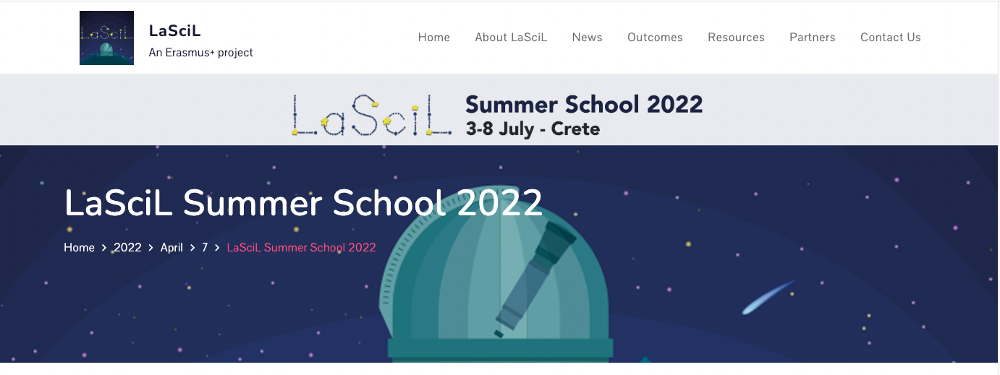 LaSciL
LaSciL
An Erasmus+ project
Home About LaSciL News Outcomes Resources Partners Contact Us
LaSciL
Summer School 2022
3-8 July - Crete
LaSciL Summer School 2022
Home > 2022 > April > 7 > LaSciL Summer School 2022